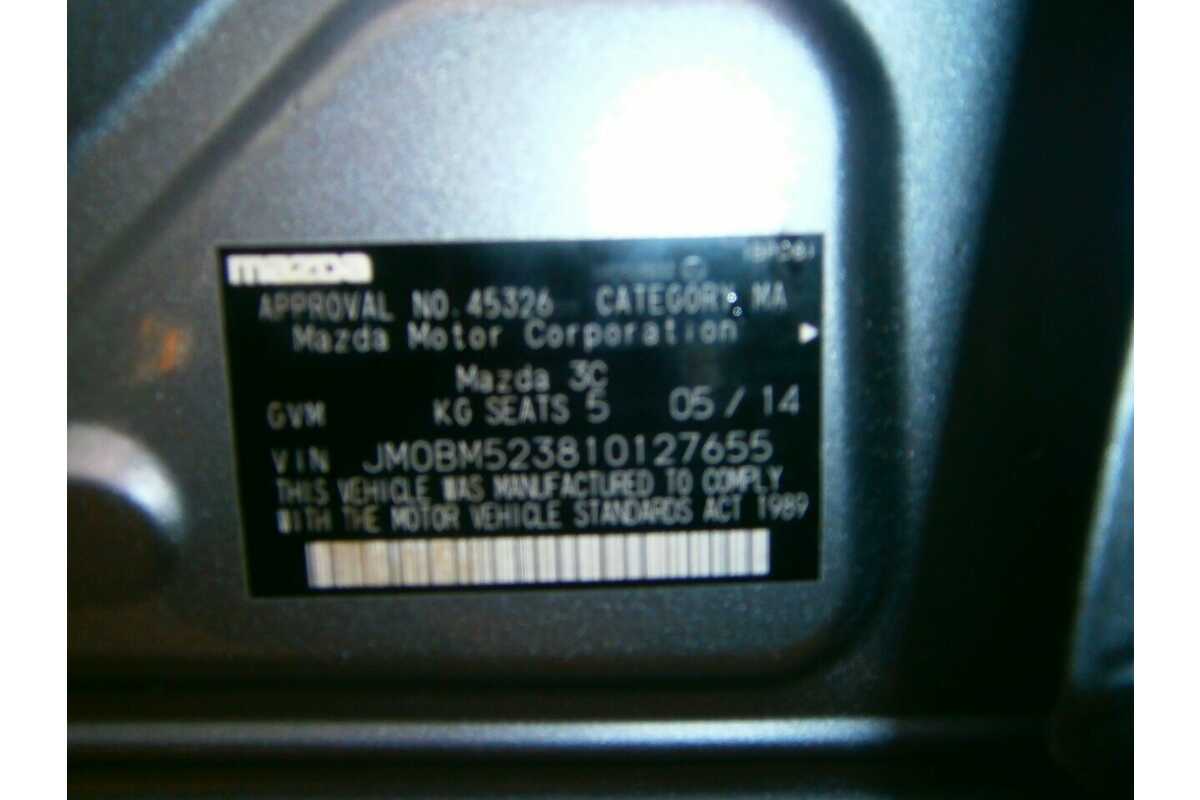 mazda
APPROVAL NO. 45326 CATEGORY. MA
Mazda Motor Corporation
Mazda 3C
GVM KG SEATS 5 05/14
VIN JM0BM523810127655
THIS VEHICLE WAS MANUFACTURED TO COMPLY
WITH THE MOTOR VEHICLE STANDARDS ACT 1989